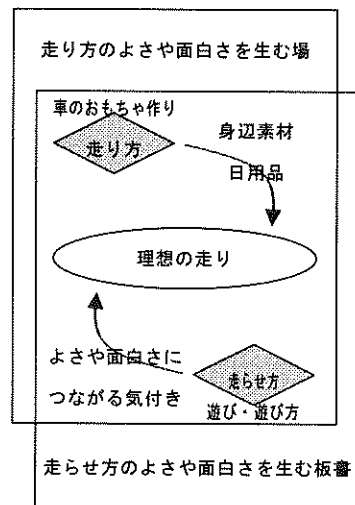 走り方のよさや面白さを生む場
車のおもちゃ作り
走り方
身辺素材
日用品
理想の走り
よさや面白さに
つながる気付き
走らせ方
遊び・遊び方
走らせ方のよさや面白さを生む板書